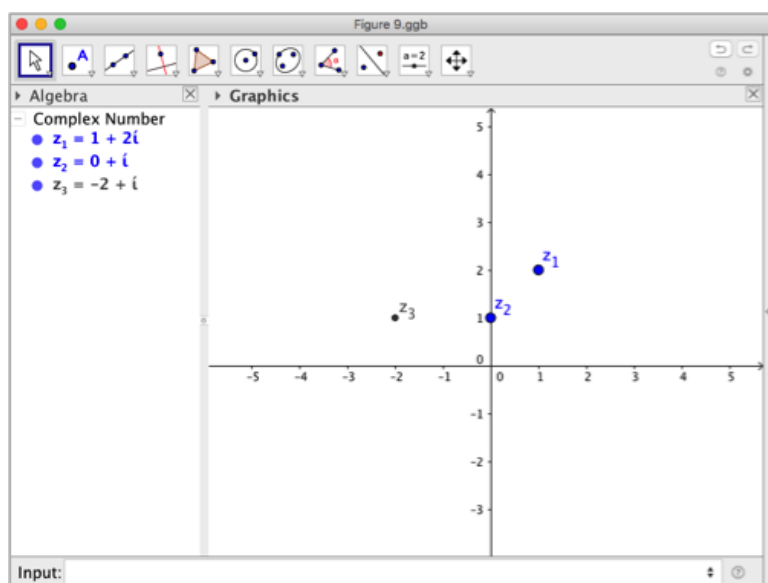 Figure 9.ggb
A
a=2
Algebra
Graphics
Complex Number
z₁ = 1 + 2í
z₂ = 0 + í
z₃ = -2 + í
5
4
3
2
1
0
-1
-2
-3
-5 -4 -3 -2 -1 0 1 2 3 4 5
z₁
z₂
z₃
Input: